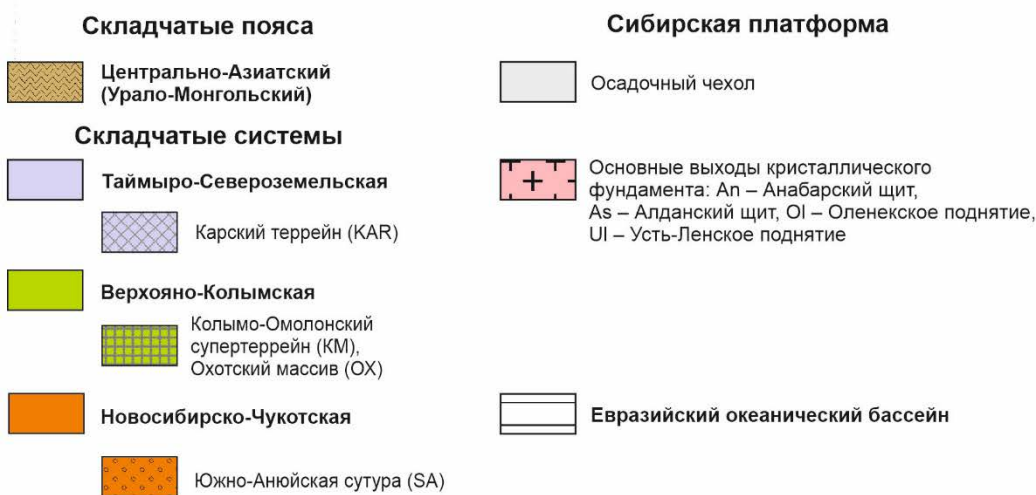 Складчатые пояса
Центрально-Азиатский
(Урало-Монгольский)
Складчатые системы
Таймыро-Североземельская
Карский террейн (KAR)
Верхояно-Колымская
Колымо-Омолонский
супертеррейн (КМ),
Охотский массив (ОХ)
Новосибирско-Чукотская
Южно-Анюйская сутура (SA)
Сибирская платформа
Осадочный чехол
Основные выходы кристаллического
фундамента: An – Анабарский щит,
As – Алданский щит, Ol – Оленекское поднятие,
Ul – Усть-Ленское поднятие
Евразийский океанический бассейн